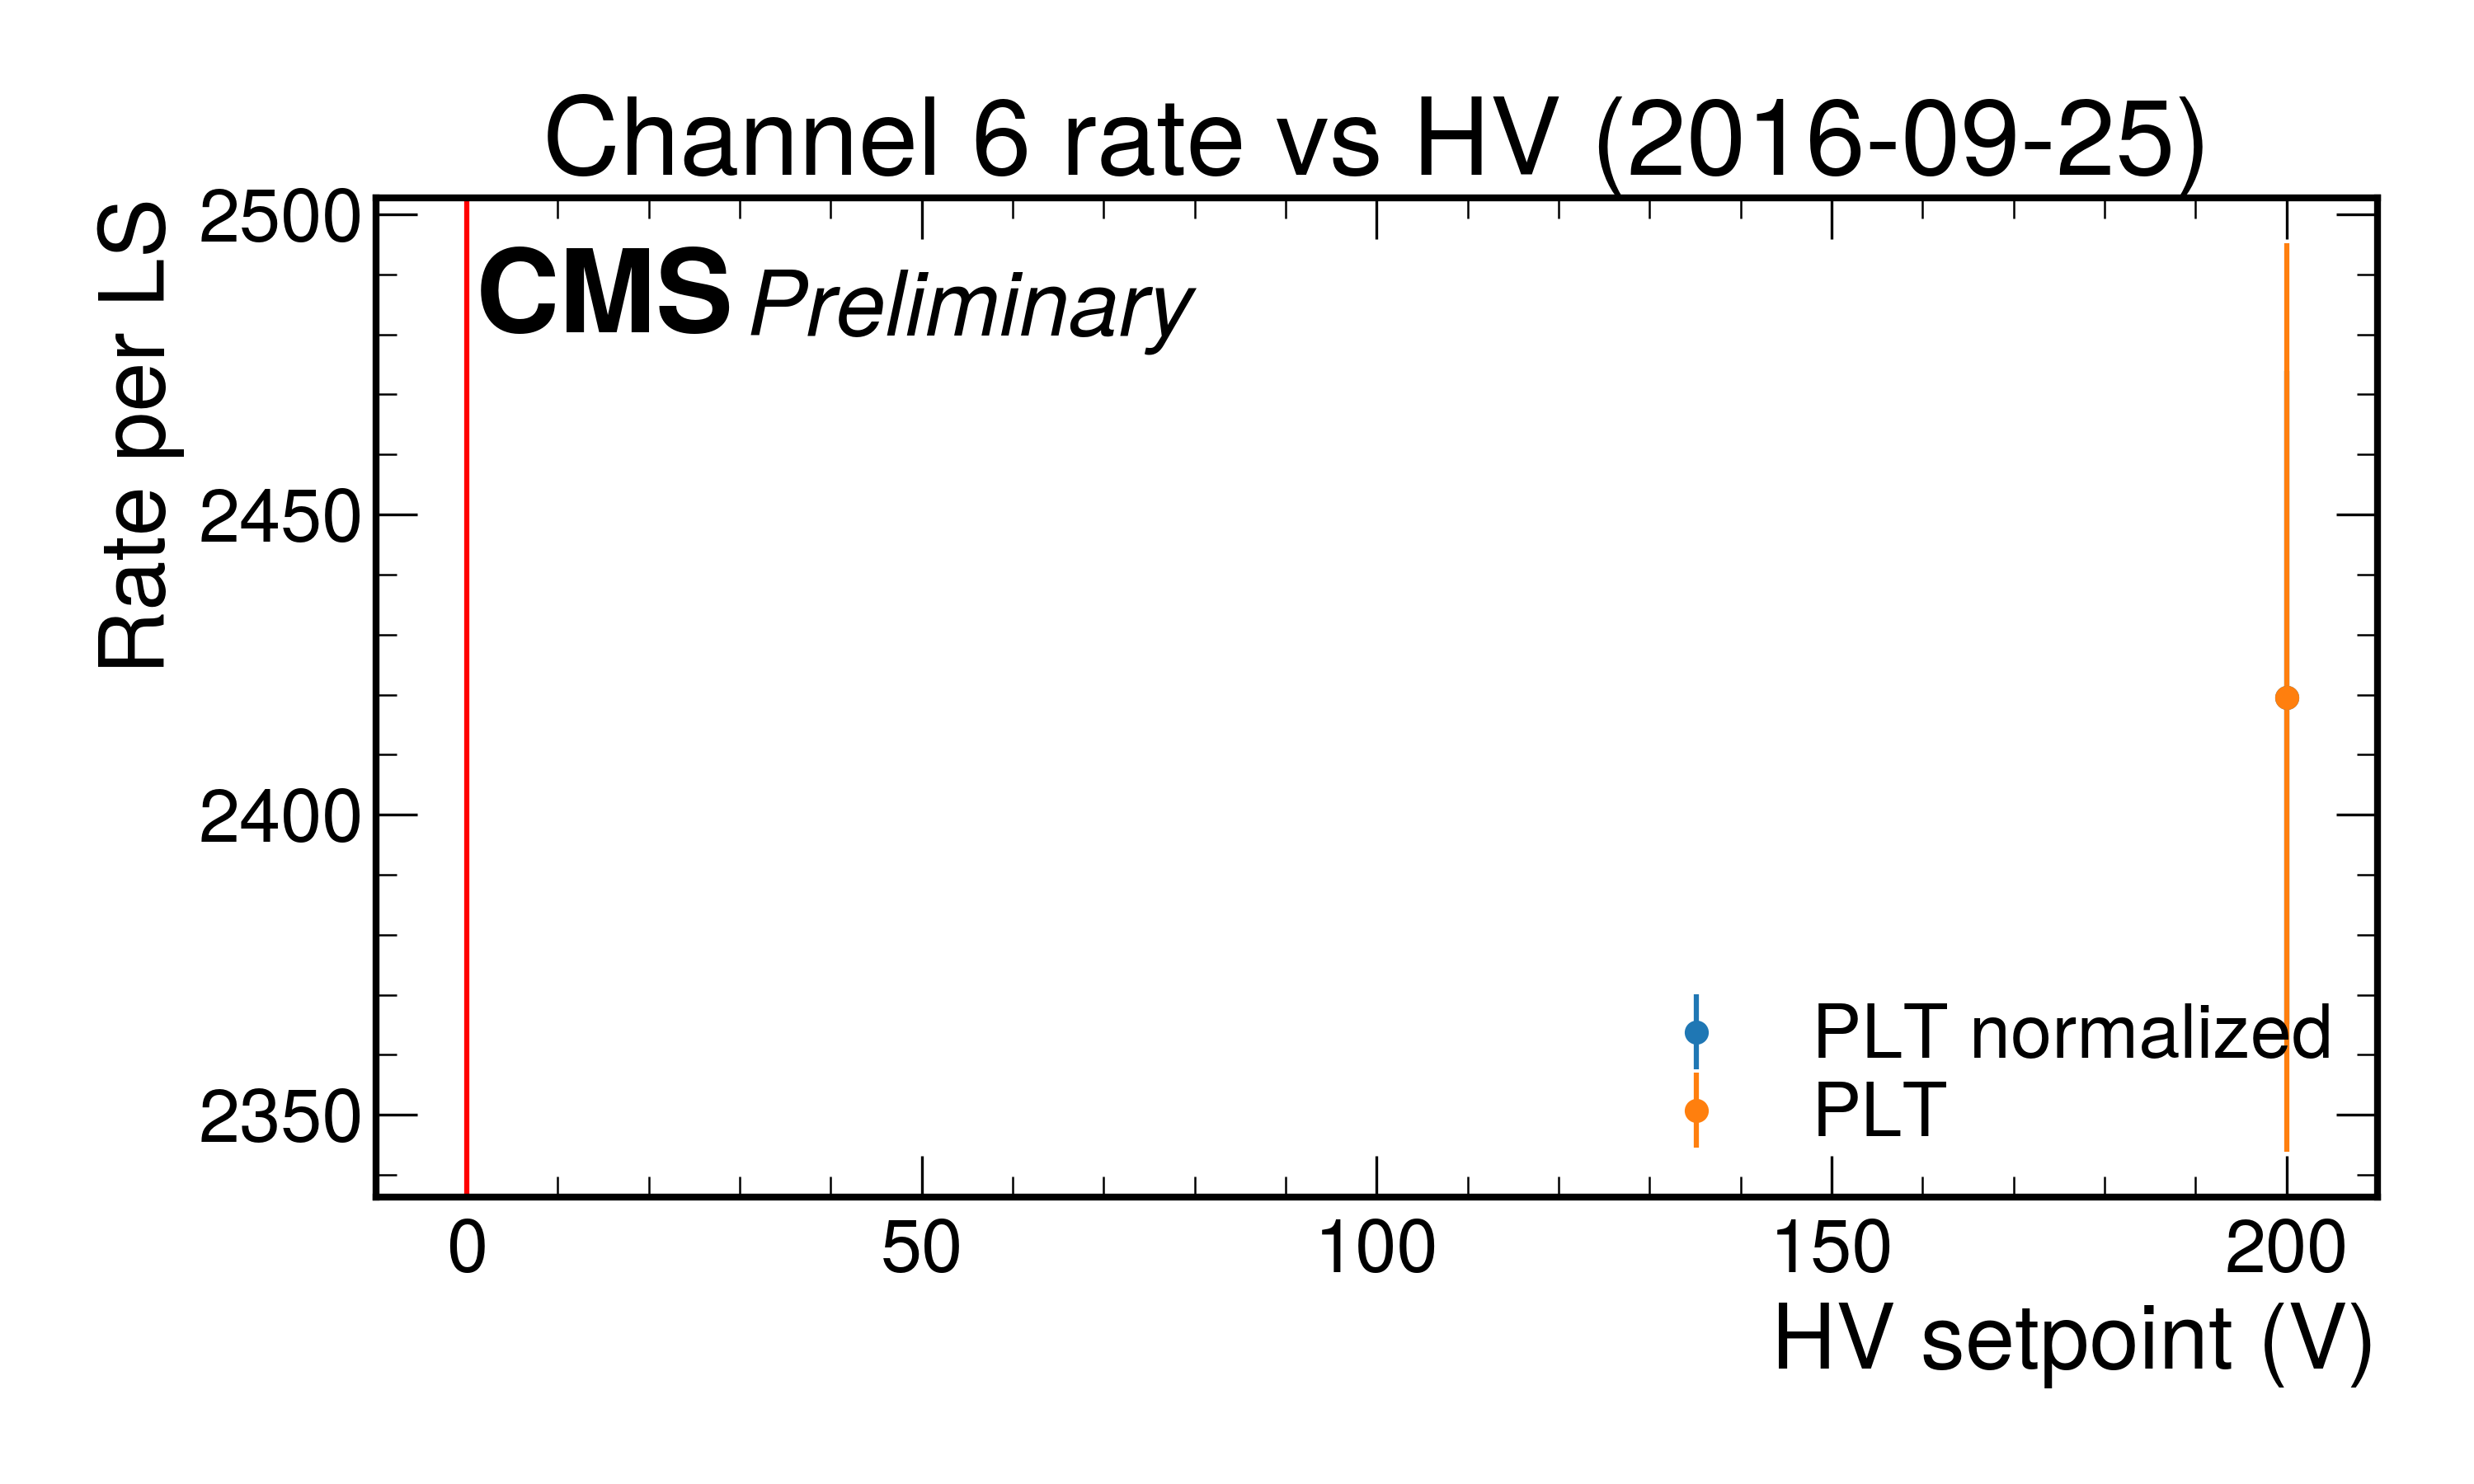 Channel 6 rate vs HV (2016-09-25)
CMS Preliminary
Rate per LS
2500
2450
2400
2350
PLT normalized
PLT
0 50 100 150 200
HV setpoint (V)